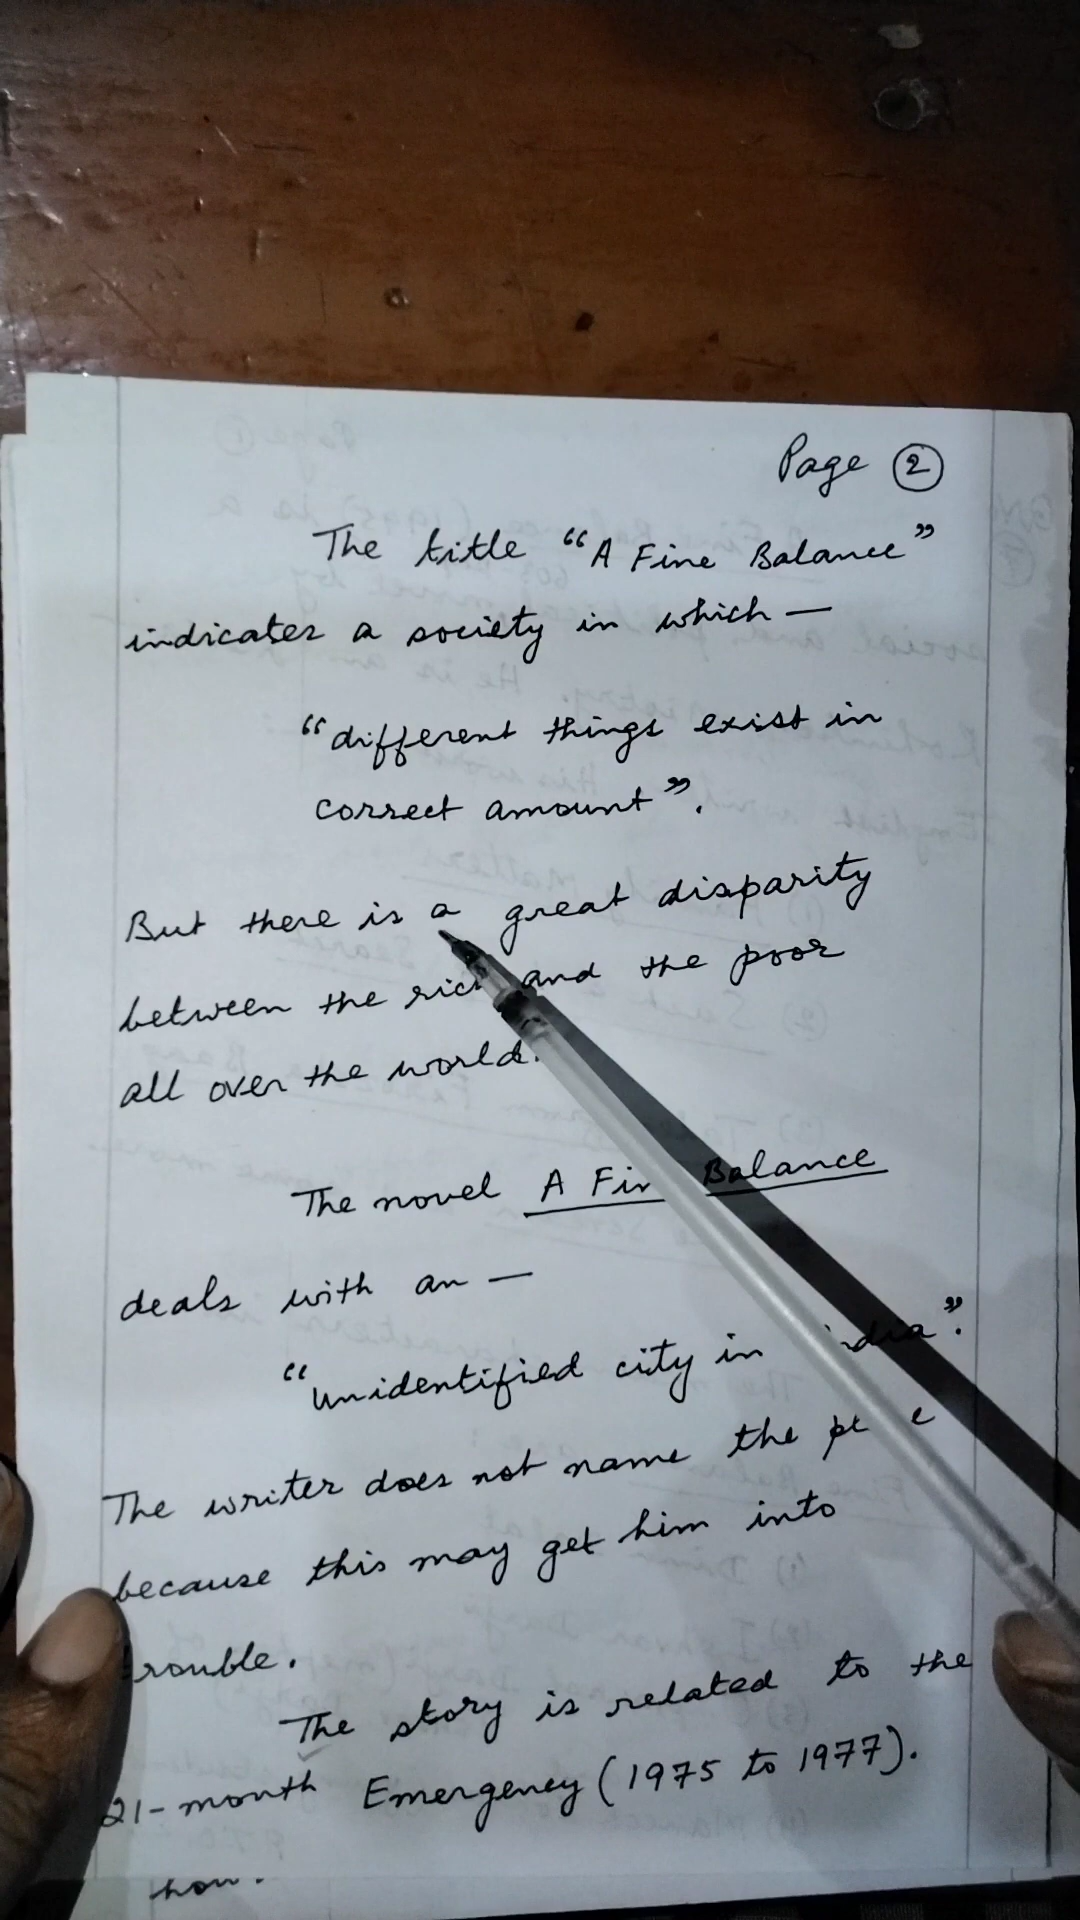 Page 2
The title "A Fine Balance"
indicates a society in which —
"different things exist in
correct amount".
But there is a great disparity
between the rich and the poor
all over the world.
The novel A Fin Balance
deals with an —
"unidentified city in India".
The writer does not name the
because this may get him into
trouble.
The story is related to the
21-month Emergency (1975 to 1977).